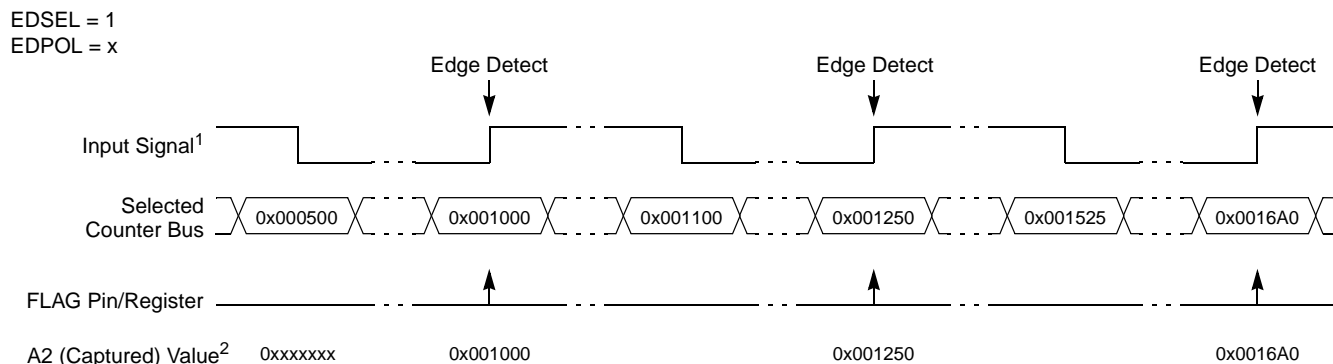 EDSEL = 1
EDPOL = x
Edge Detect Edge Detect Edge Detect
Input Signal1
Selected
Counter Bus
0x000500 0x001000 0x001100 0x001250 0x001525 0x0016A0
FLAG Pin/Register
A2 (Captured) Value2 0xxxxxxx 0x001000 0x001250 0x0016A0